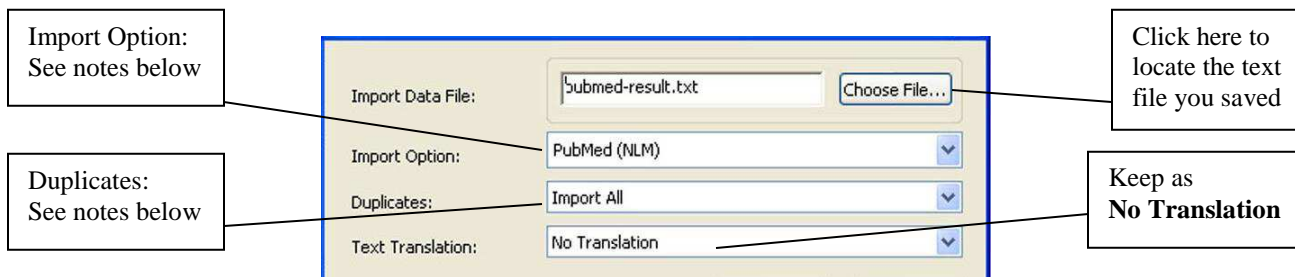 Import Option:
See notes below
Duplicates:
See notes below
Import Data File:
pubmed-result.txt
Choose File...
Import Option:
PubMed (NLM)
Duplicates:
Import All
Text Translation:
No Translation
Click here to
locate the text
file you saved
Keep as
No Translation